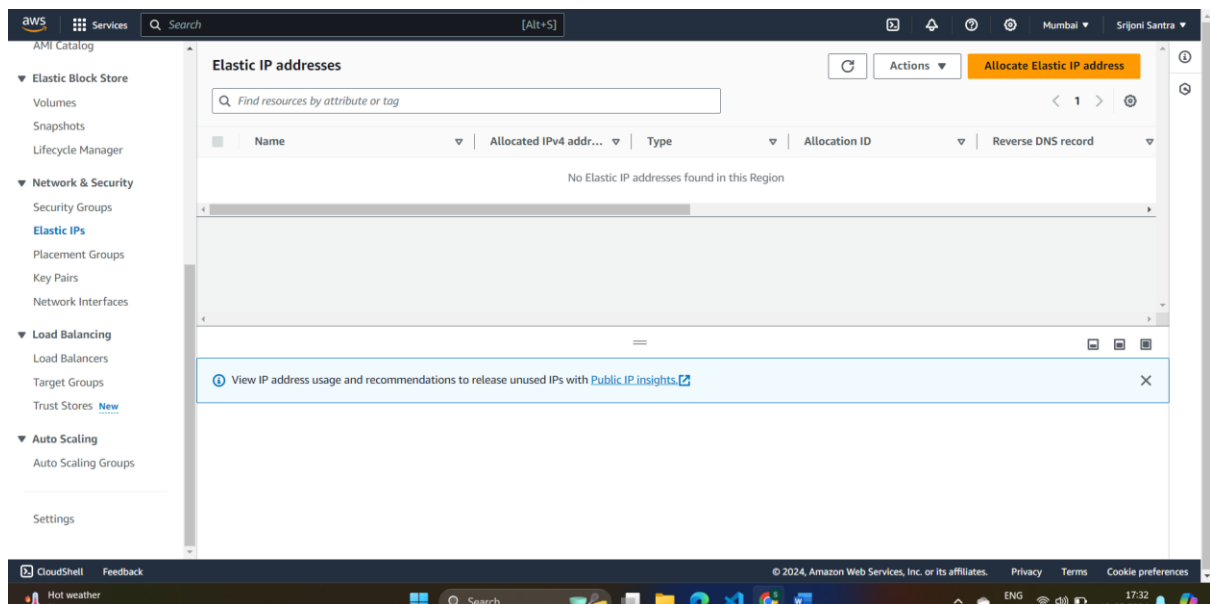 aws Services Search [Alt+S] Mumbai ▼ Srijoni Santra ▼
AMI Catalog
Elastic Block Store
Volumes
Snapshots
Lifecycle Manager
Network & Security
Security Groups
Elastic IPs
Placement Groups
Key Pairs
Network Interfaces
Load Balancing
Load Balancers
Target Groups
Trust Stores New
Auto Scaling
Auto Scaling Groups
Settings
Elastic IP addresses Actions ▼ Allocate Elastic IP address
Find resources by attribute or tag 1
Name Allocated IPv4 addr... Type Allocation ID Reverse DNS record
No Elastic IP addresses found in this Region
View IP address usage and recommendations to release unused IPs with Public IP insights.
CloudShell Feedback © 2024, Amazon Web Services, Inc. or its affiliates. Privacy Terms Cookie preferences
Hot weather Search ENG 17:32